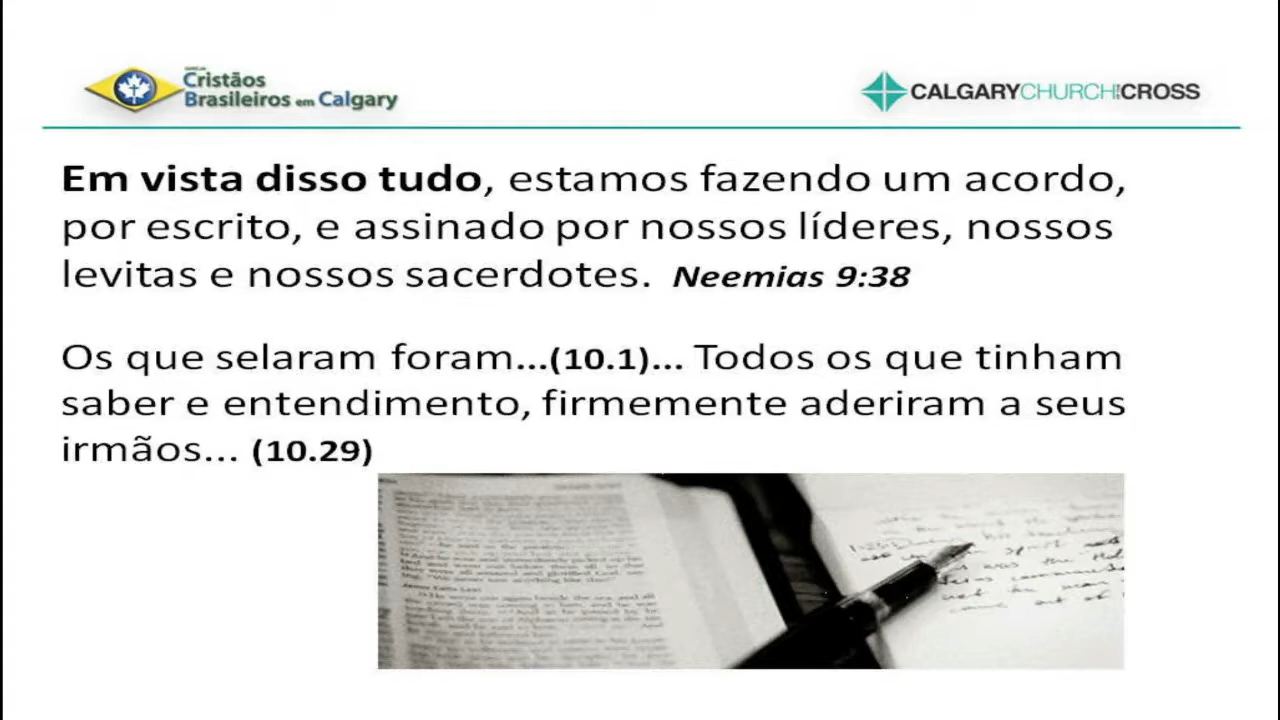 Cristãos
Brasileiros em Calgary
CALGARYCHURCH CROSS
Em vista disso tudo, estamos fazendo um acordo,
por escrito, e assinado por nossos líderes, nossos
levitas e nossos sacerdotes. Neemias 9:38
Os que selaram foram...(10.1)... Todos os que tinham
saber e entendimento, firmemente aderiram a seus
irmãos... (10.29)